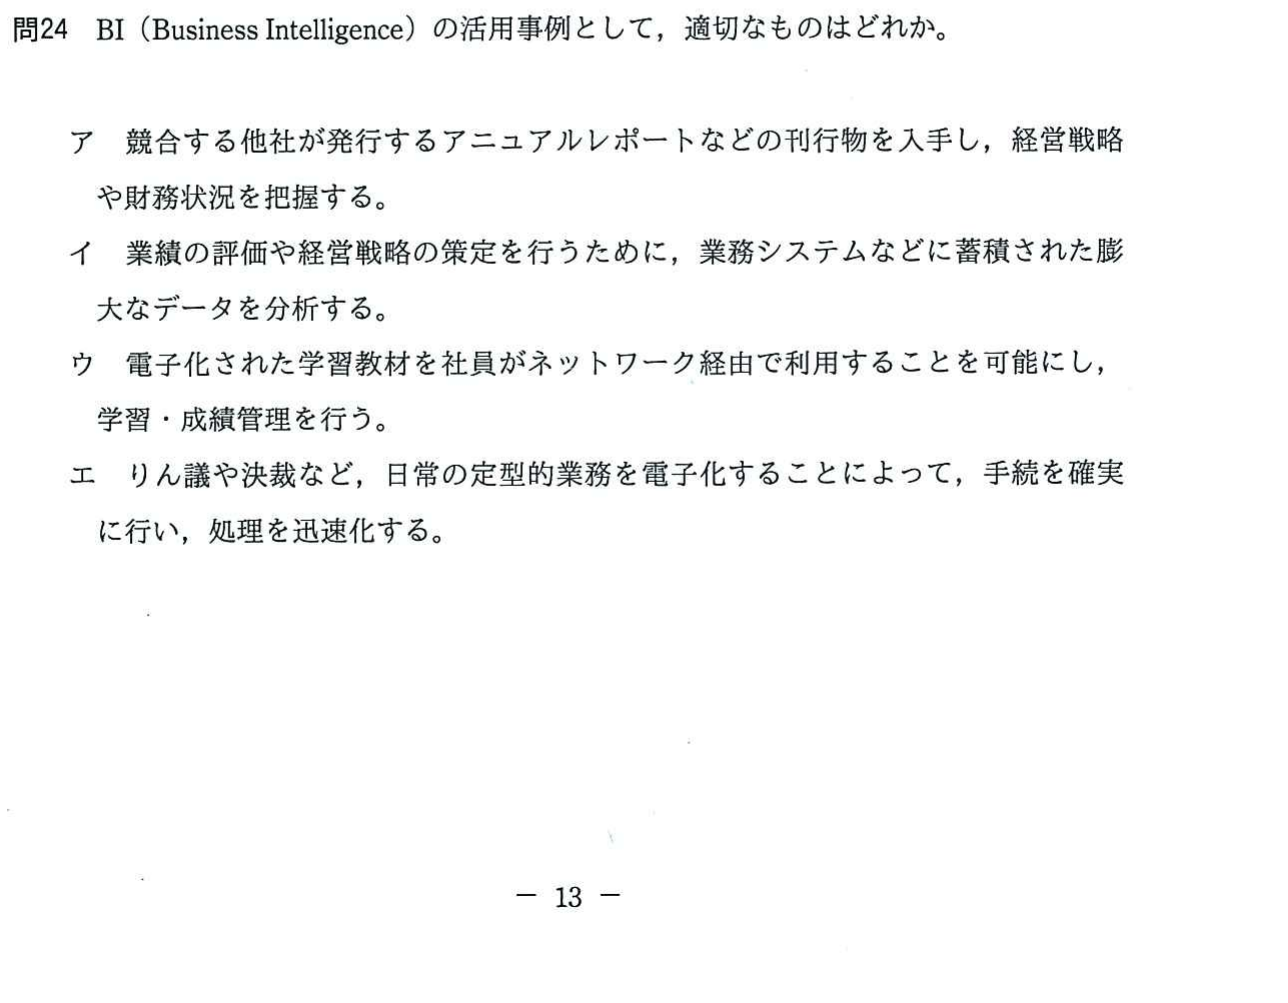 問24　BI（Business Intelligence）の活用事例として，適切なものはどれか。
ア　競合する他社が発行するアニュアルレポートなどの刊行物を入手し，経営戦略
や財務状況を把握する。
イ　業績の評価や経営戦略の策定を行うために，業務システムなどに蓄積された膨
大なデータを分析する。
ウ　電子化された学習教材を社員がネットワーク経由で利用することを可能にし，
学習・成績管理を行う。
エ　りん議や決裁など，日常の定型的業務を電子化することによって，手続を確実
に行い，処理を迅速化する。
－ 13 －